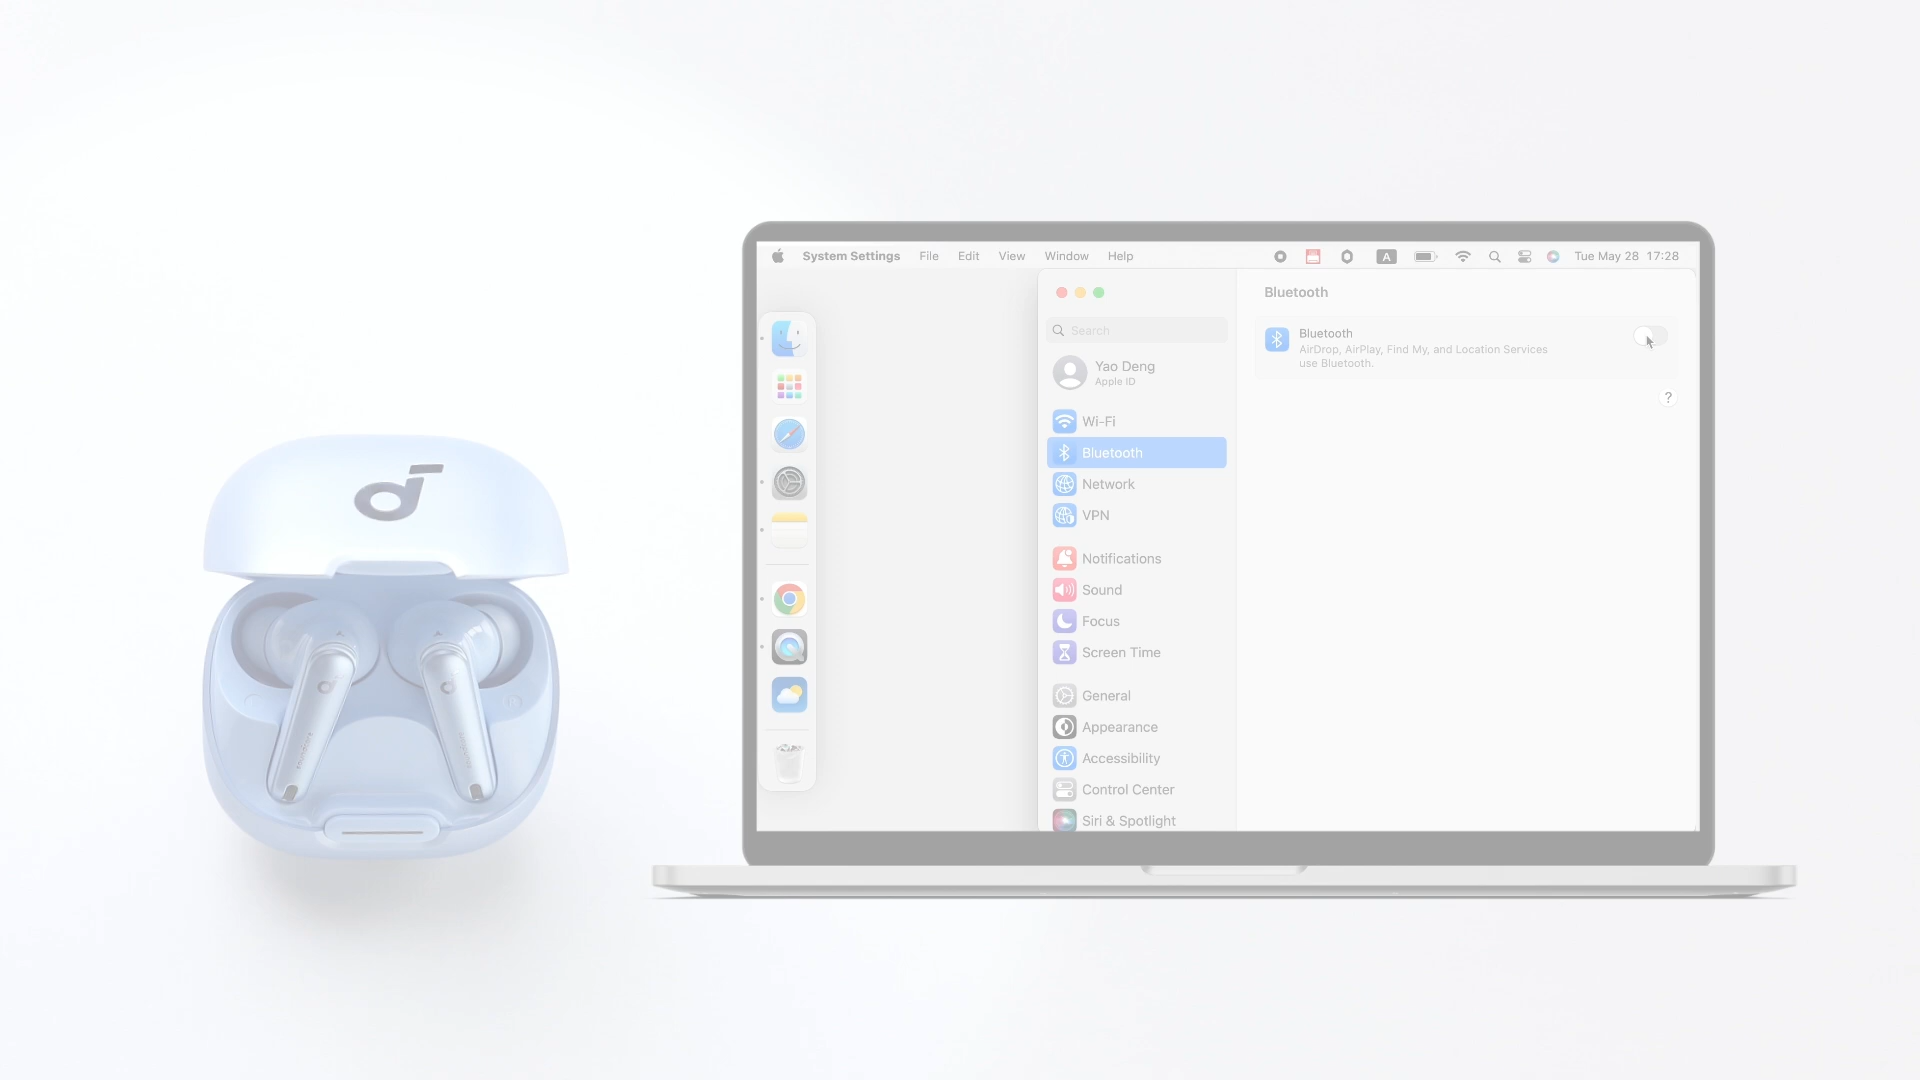 System Settings File Edit View Window Help A Tue May 28 17:28
Bluetooth
Search
Bluetooth
AirDrop, AirPlay, Find My, and Location Services
use Bluetooth.
?
Yao Deng
Apple ID
Wi-Fi
Bluetooth
Network
VPN
Notifications
Sound
Focus
Screen Time
General
Appearance
Accessibility
Control Center
Siri & Spotlight